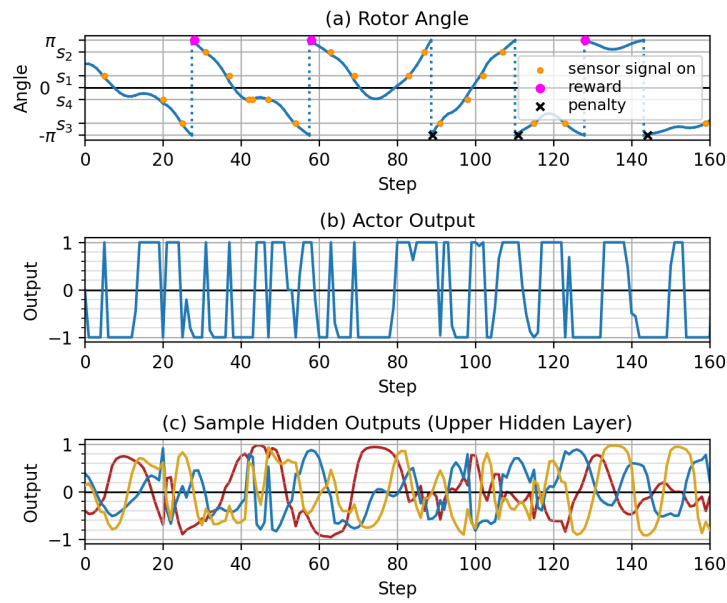 (a) Rotor Angle
π
s₂
s₁
0
s₄
s₃
-π
Angle
sensor signal on
reward
penalty
0 20 40 60 80 100 120 143 160
Step
(b) Actor Output
1
0
−1
Output
0 20 40 60 80 100 120 140 160
Step
(c) Sample Hidden Outputs (Upper Hidden Layer)
1
0
−1
Output
0 20 40 60 80 100 120 140 160
Step